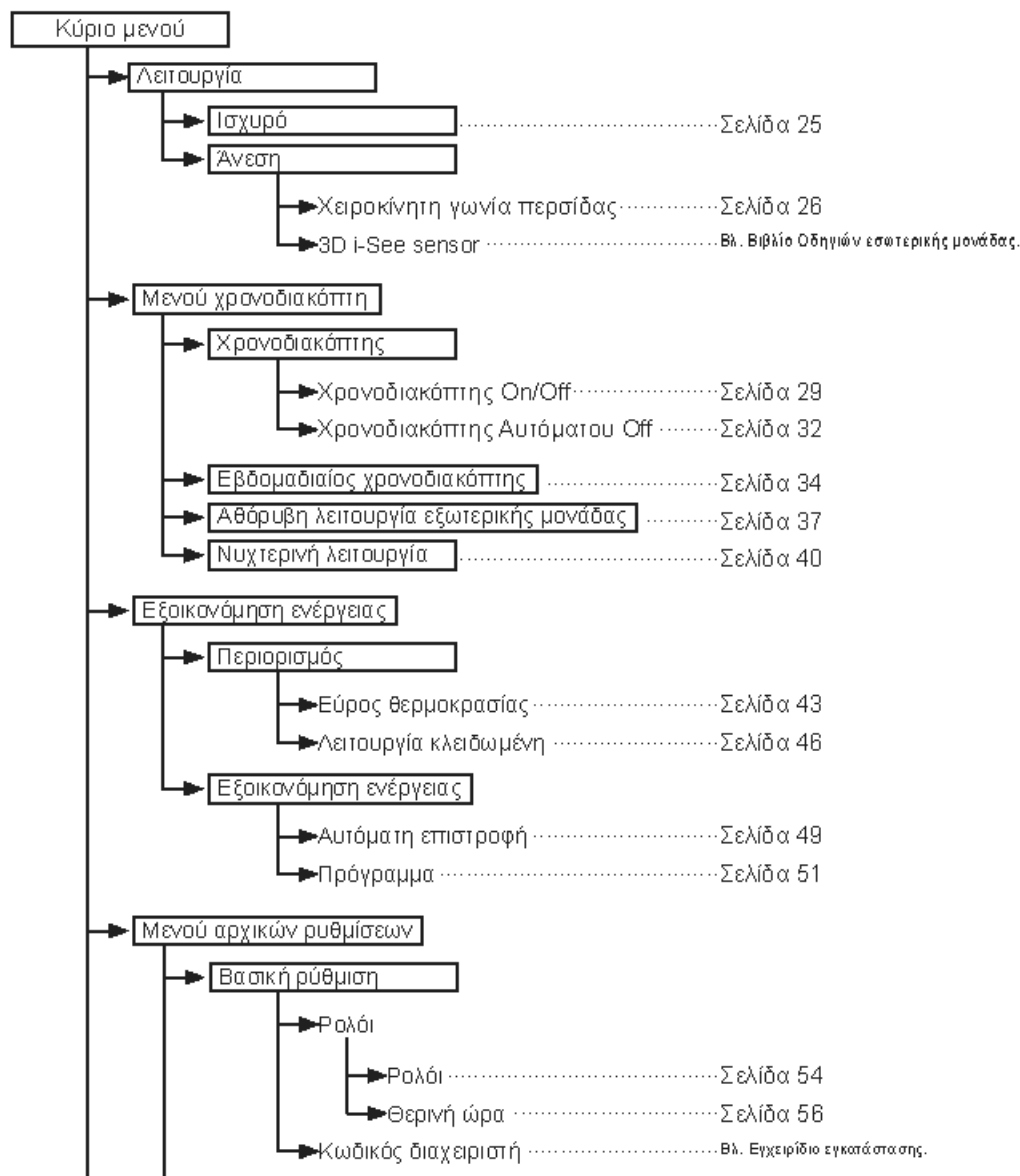 Κύριο μενού
Λειτουργία
Ισχυρό Σελίδα 25
Άνεση
Χειροκίνητη γωνία περσίδας Σελίδα 26
3D i-See sensor Βλ. Βιβλίο Οδηγιών εσωτερικής μονάδας.
Μενού χρονοδιακόπτη
Χρονοδιακόπτης
Χρονοδιακόπτης On/Off Σελίδα 29
Χρονοδιακόπτης Αυτόματου Off Σελίδα 32
Εβδομαδιαίος χρονοδιακόπτης Σελίδα 34
Αθόρυβη λειτουργία εξωτερικής μονάδας Σελίδα 37
Νυχτερινή λειτουργία Σελίδα 40
Εξοικονόμηση ενέργειας
Περιορισμός
Εύρος θερμοκρασίας Σελίδα 43
Λειτουργία κλειδωμένη Σελίδα 46
Εξοικονόμηση ενέργειας
Αυτόματη επιστροφή Σελίδα 49
Πρόγραμμα Σελίδα 51
Μενού αρχικών ρυθμίσεων
Βασική ρύθμιση
Ρολόι
Ρολόι Σελίδα 54
Θερινή ώρα Σελίδα 56
Κωδικός διαχειριστή Βλ. Εγχειρίδιο εγκατάστασης.